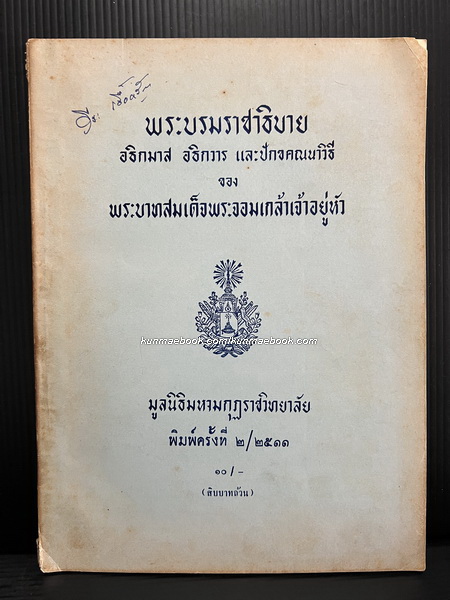 พระบรมราชาธิบาย
อธิกมาส อธิกวาร และปักขคณนาวิธี
ของ
พระบาทสมเด็จพระจอมเกล้าเจ้าอยู่หัว
kunmaebook.com/kunmaebook.com
มูลนิธิมหามกุฏราชวิทยาลัย
พิมพ์ครั้งที่ ๒/๒๕๑๑
๑๐/-
(สิบบาทถ้วน)